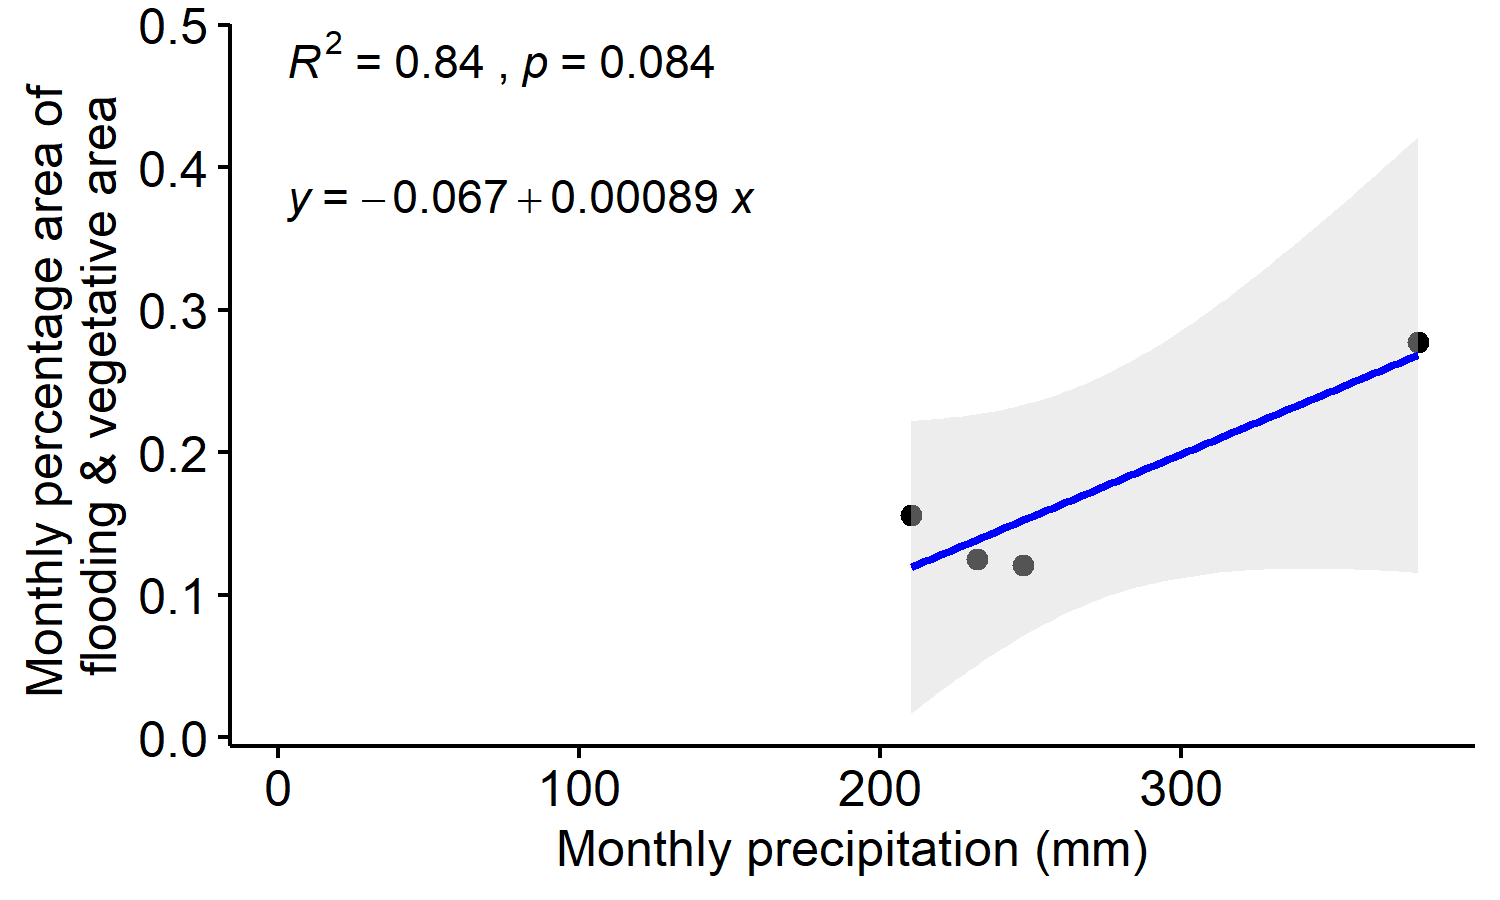 R² = 0.84 , p = 0.084
y = −0.067 + 0.00089 x
Monthly percentage area of
flooding & vegetative area
0.5
0.4
0.3
0.2
0.1
0.0
0 100 200 300
Monthly precipitation (mm)